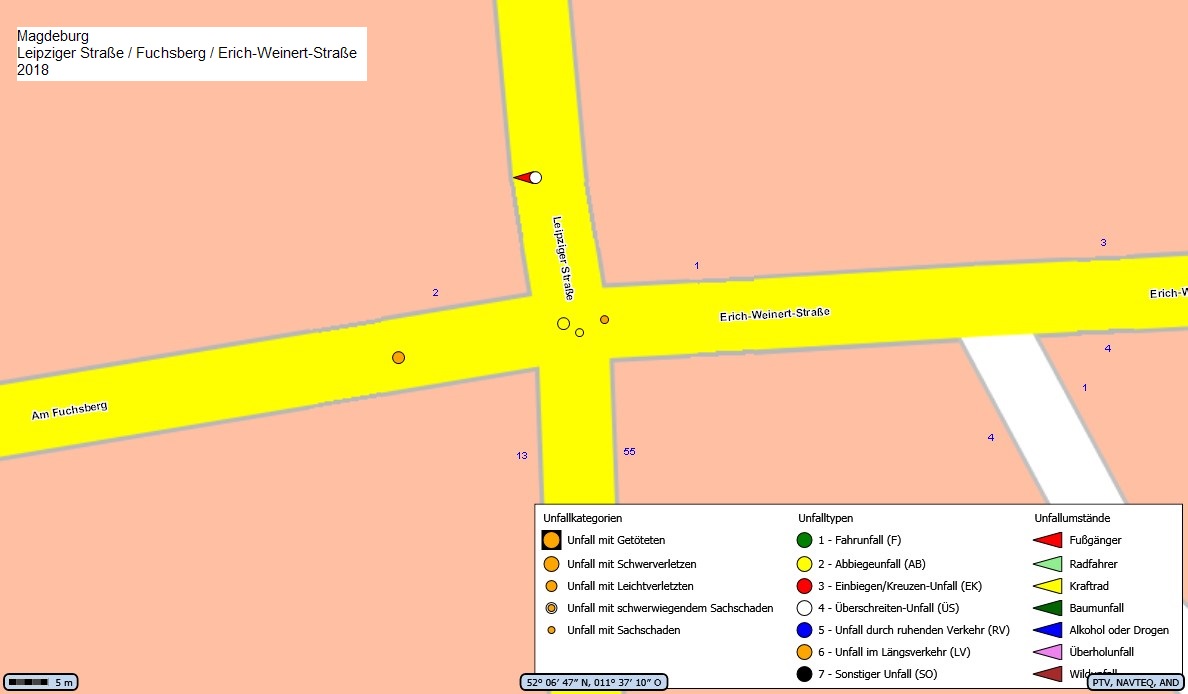 Magdeburg
Leipziger Straße / Fuchsberg / Erich-Weinert-Straße
2018
Leipziger Straße
3
1
2
Erich-W
Erich-Weinert-Straße
4
1
Am Fuchsberg
4
13
55
Unfallkategorien
Unfall mit Getöteten
Unfall mit Schwerverletzen
Unfall mit Leichtverletzten
Unfall mit schwerwiegendem Sachschaden
Unfall mit Sachschaden
Unfalltypen
1 - Fahrunfall (F)
2 - Abbiegeunfall (AB)
3 - Einbiegen/Kreuzen-Unfall (EK)
4 - Überschreiten-Unfall (ÜS)
5 - Unfall durch ruhenden Verkehr (RV)
6 - Unfall im Längsverkehr (LV)
7 - Sonstiger Unfall (SO)
Unfallumstände
Fußgänger
Radfahrer
Kraftrad
Baumunfall
Alkohol oder Drogen
Überholunfall
5 m
52° 06' 47" N, 011° 37' 10" O
PTV, NAVTEQ, AND